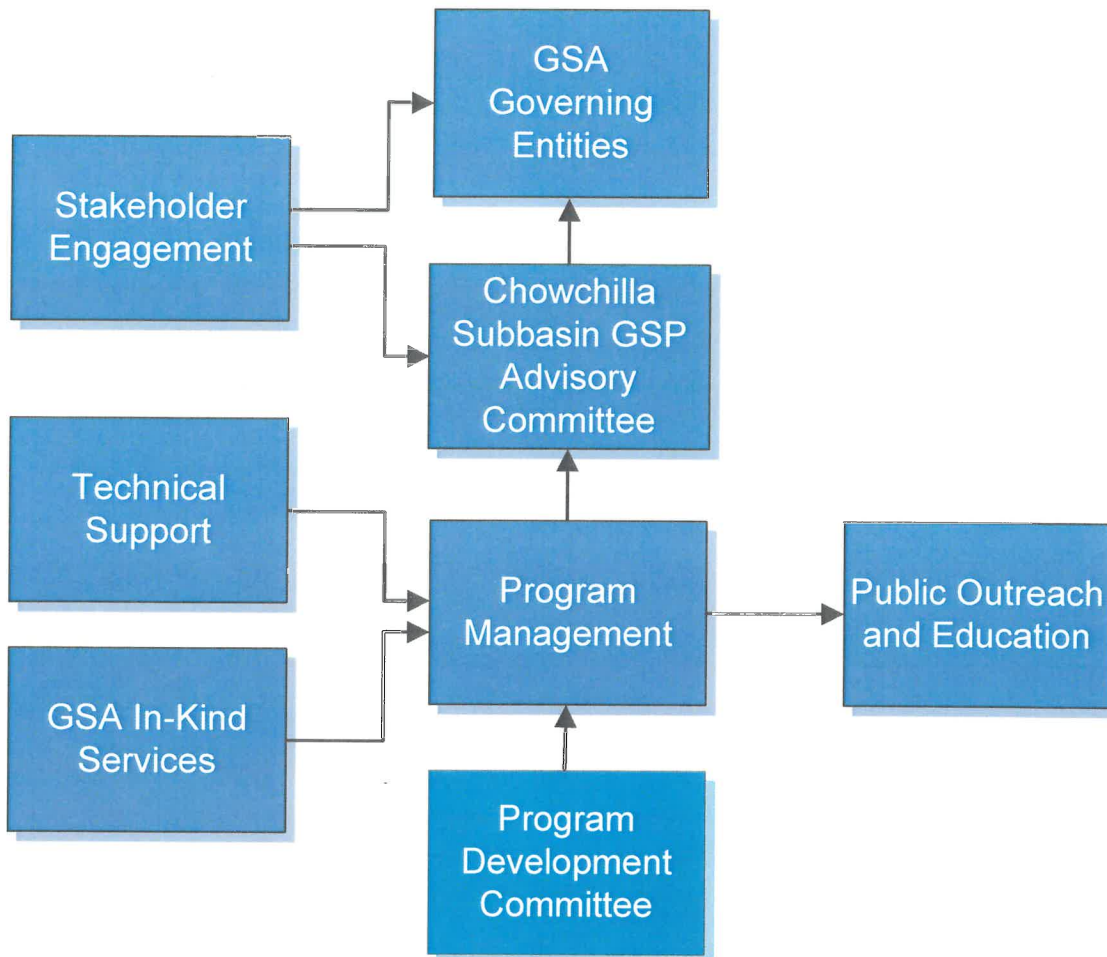 GSA
Governing
Entities
Stakeholder
Engagement
Chowchilla
Subbasin GSP
Advisory
Committee
Technical
Support
Program
Management
Public Outreach
and Education
GSA In-Kind
Services
Program
Development
Committee